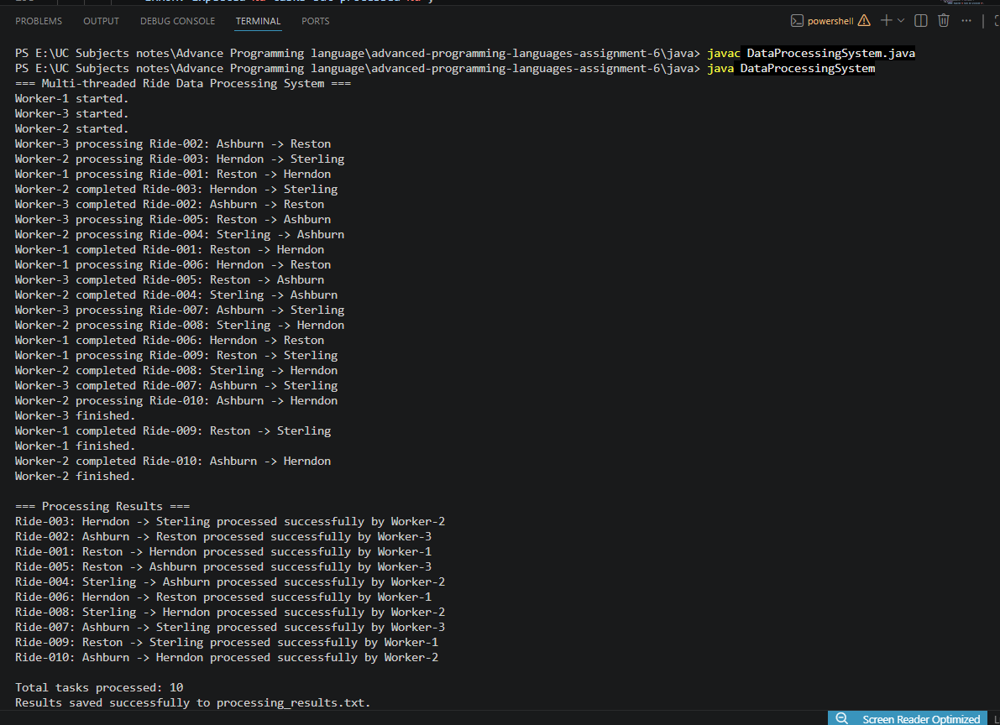 PROBLEMS OUTPUT DEBUG CONSOLE TERMINAL PORTS powershell
PS E:\UC Subjects notes\Advance Programming language\advanced-programming-languages-assignment-6\java> javac DataProcessingSystem.java
PS E:\UC Subjects notes\Advance Programming language\advanced-programming-languages-assignment-6\java> java DataProcessingSystem
=== Multi-threaded Ride Data Processing System ===
Worker-1 started.
Worker-3 started.
Worker-2 started.
Worker-3 processing Ride-002: Ashburn -> Reston
Worker-2 processing Ride-003: Herndon -> Sterling
Worker-1 processing Ride-001: Reston -> Herndon
Worker-2 completed Ride-003: Herndon -> Sterling
Worker-3 completed Ride-002: Ashburn -> Reston
Worker-3 processing Ride-005: Reston -> Ashburn
Worker-2 processing Ride-004: Sterling -> Ashburn
Worker-1 completed Ride-001: Reston -> Herndon
Worker-1 processing Ride-006: Herndon -> Reston
Worker-3 completed Ride-005: Reston -> Ashburn
Worker-2 completed Ride-004: Sterling -> Ashburn
Worker-3 processing Ride-007: Ashburn -> Sterling
Worker-2 processing Ride-008: Sterling -> Herndon
Worker-1 completed Ride-006: Herndon -> Reston
Worker-1 processing Ride-009: Reston -> Sterling
Worker-2 completed Ride-008: Sterling -> Herndon
Worker-3 completed Ride-007: Ashburn -> Sterling
Worker-2 processing Ride-010: Ashburn -> Herndon
Worker-3 finished.
Worker-1 completed Ride-009: Reston -> Sterling
Worker-1 finished.
Worker-2 completed Ride-010: Ashburn -> Herndon
Worker-2 finished.
=== Processing Results ===
Ride-003: Herndon -> Sterling processed successfully by Worker-2
Ride-002: Ashburn -> Reston processed successfully by Worker-3
Ride-001: Reston -> Herndon processed successfully by Worker-1
Ride-005: Reston -> Ashburn processed successfully by Worker-3
Ride-004: Sterling -> Ashburn processed successfully by Worker-2
Ride-006: Herndon -> Reston processed successfully by Worker-1
Ride-008: Sterling -> Herndon processed successfully by Worker-2
Ride-007: Ashburn -> Sterling processed successfully by Worker-3
Ride-009: Reston -> Sterling processed successfully by Worker-1
Ride-010: Ashburn -> Herndon processed successfully by Worker-2
Total tasks processed: 10
Results saved successfully to processing_results.txt.
Screen Reader Optimized